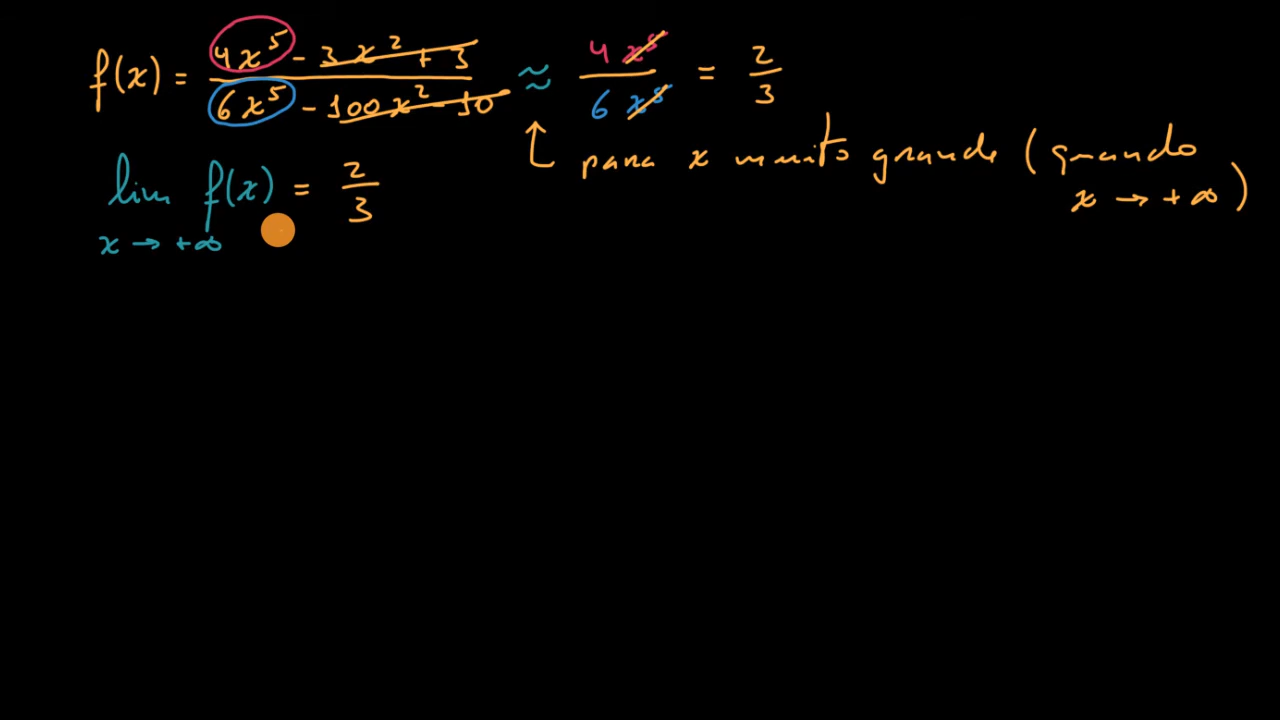 f(x) = (4x⁵ - 3x² + 3)/(6x⁵ - 100x² - 10) ≈ 4x⁵/6x⁵ = 2/3
para x muito grande (quando
x → +∞)
lim f(x) = 2/3
x → +∞